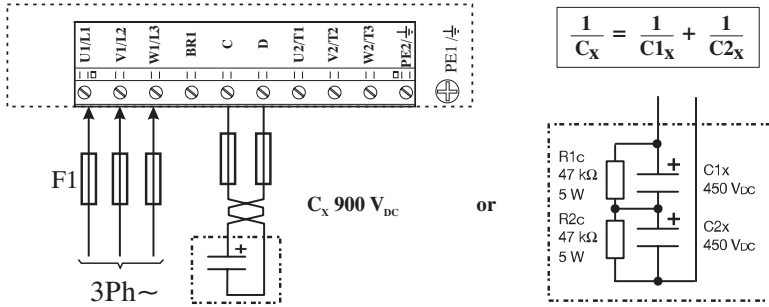 U1/L1 V1/L2 W1/L3 BR1 C D U2/T1 V2/T2 W2/T3 PE2/⏚ PE1/⏚
F1
3Ph~
+
Cx 900 VDC
or
1/Cx = 1/C1x + 1/C2x
R1c
47 kΩ
5 W
+
C1x
450 VDC
R2c
47 kΩ
5 W
+
C2x
450 VDC